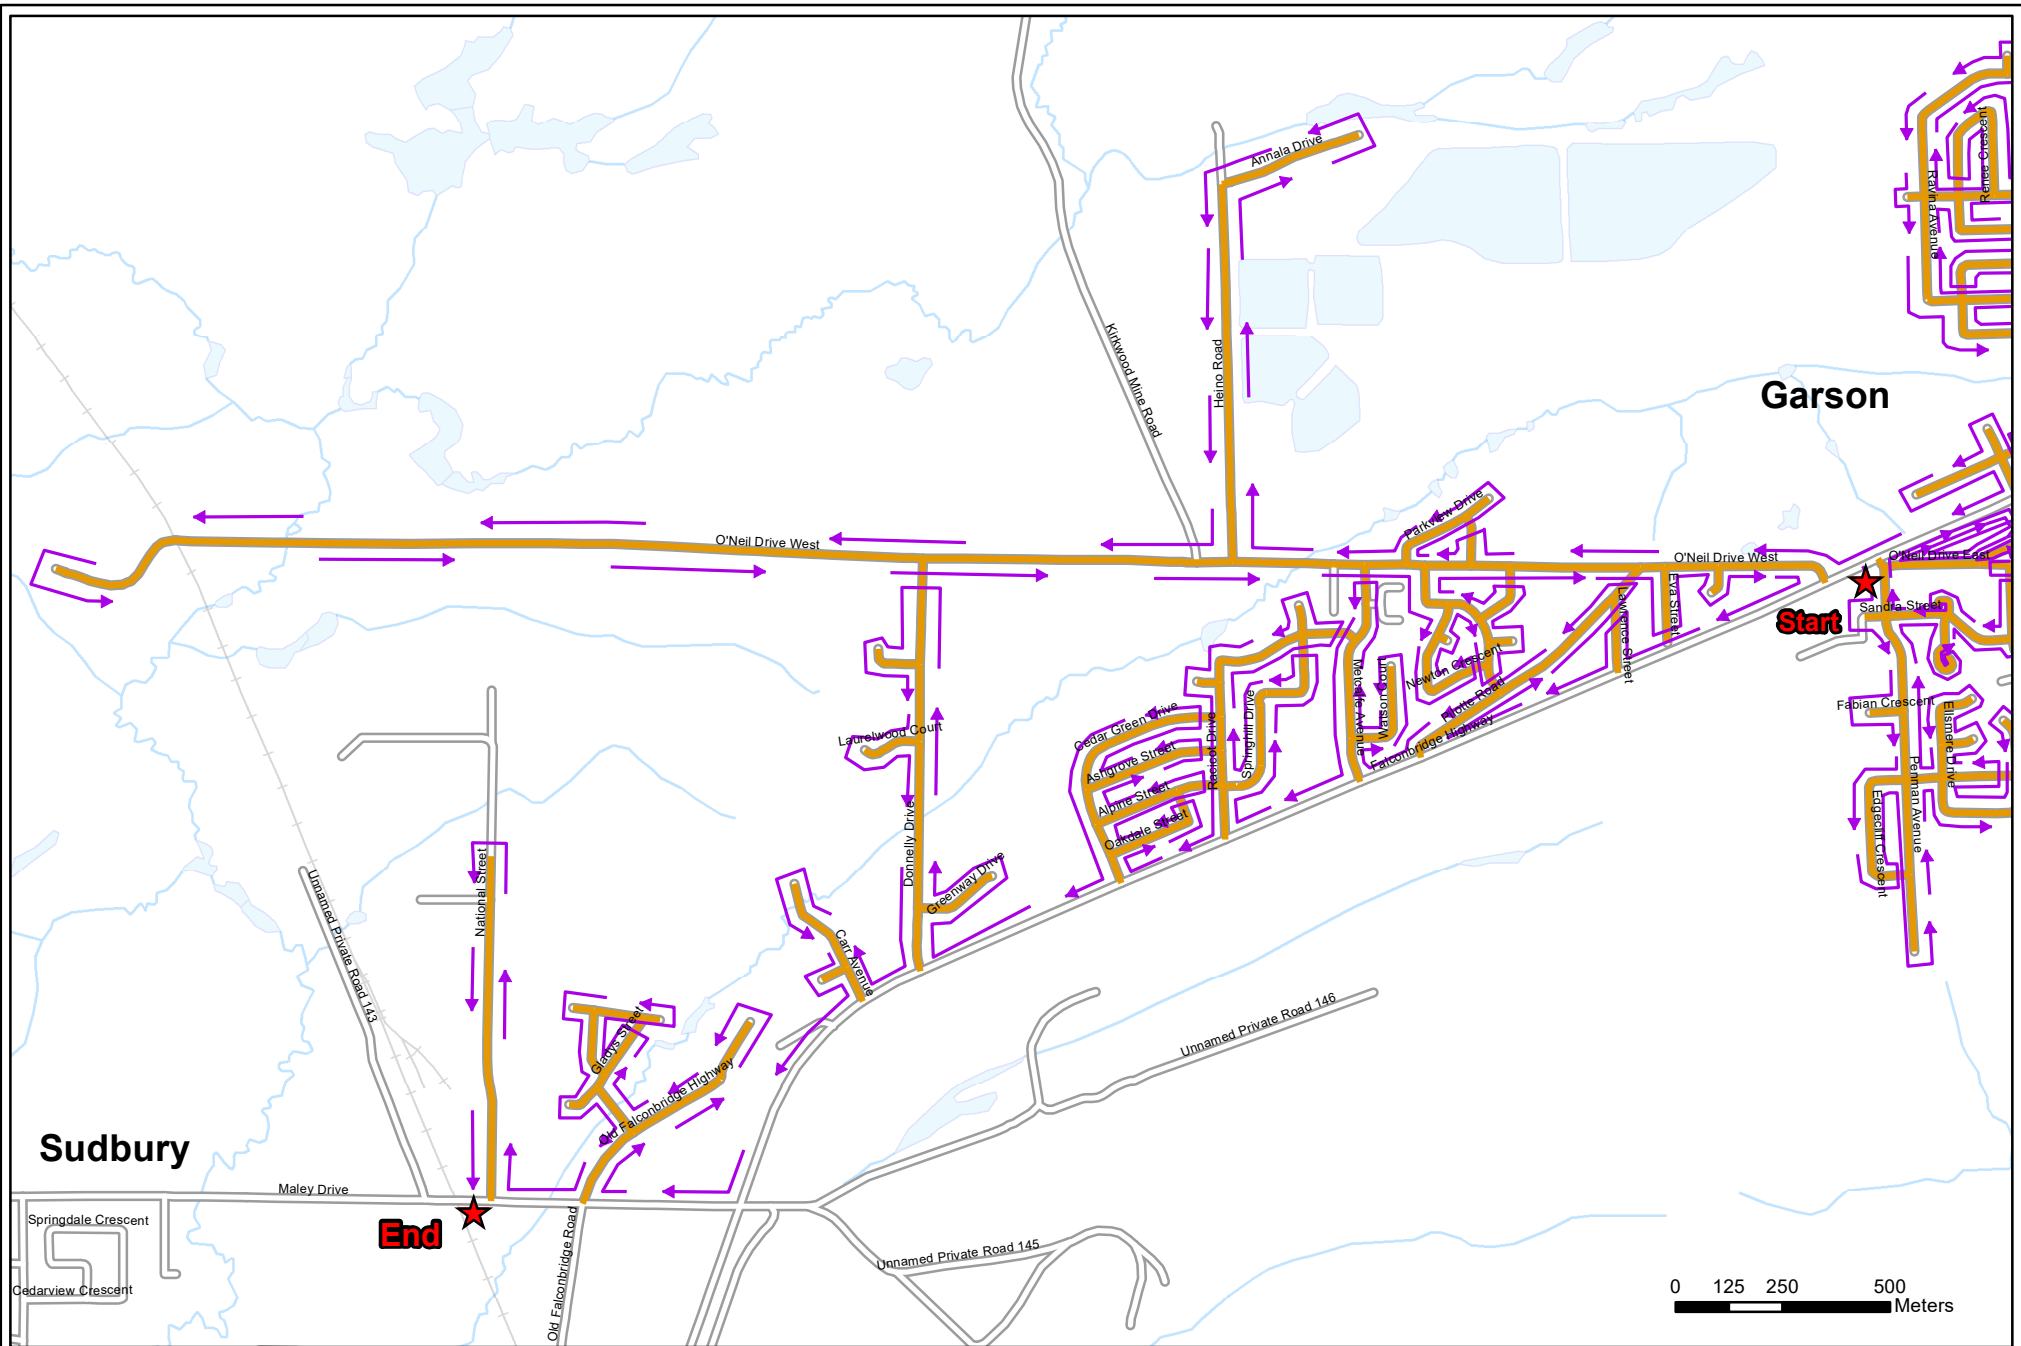 Renee Crescent
Annala Drive
Ravina Avenue
Kirkwood Mine Road
Heino Road
Garson
Parkview Drive
O'Neil Drive West
O'Neil Drive West
O'Neil Drive East
Eva Street
Lawrence Street
Sandra Street
Start
Metcalfe Avenue
Watson Court
Newton Crescent
Pilotte Road
Falconbridge Highway
Springhill Drive
Racicot Drive
Cedar Green Drive
Ashgrove Street
Alpine Street
Oakdale Street
Fabian Crescent
Ellsmere Drive
Penman Avenue
Edgecliff Crescent
Laurelwood Court
Donnelly Drive
Greenway Drive
National Street
Unnamed Private Road 143
Carr Avenue
Gladys Street
Old Falconbridge Highway
Unnamed Private Road 146
Sudbury
Maley Drive
Springdale Crescent
End
Old Falconbridge Road
Unnamed Private Road 145
Cedarview Crescent
0 125 250 500
Meters